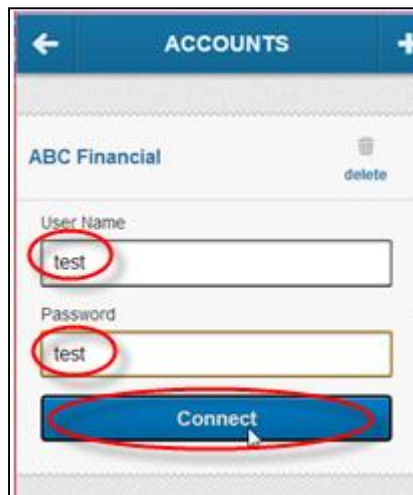 ACCOUNTS
ABC Financial
delete
User Name
test
Password
test
Connect